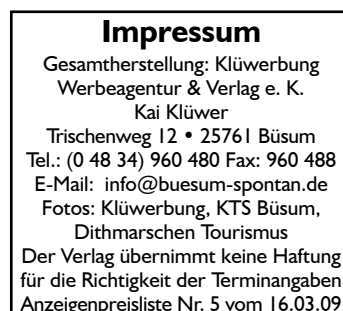 Impressum
Gesamtherstellung: Klüwerbung
Werbeagentur & Verlag e. K.
Kai Klüwer
Trischenweg 12 • 25761 Büsum
Tel.: (0 48 34) 960 480 Fax: 960 488
E-Mail: info@buesum-spontan.de
Fotos: Klüwerbung, KTS Büsum,
Dithmarschen Tourismus
Der Verlag übernimmt keine Haftung
für die Richtigkeit der Terminangaben
Anzeigenpreisliste Nr. 5 vom 16.03.09